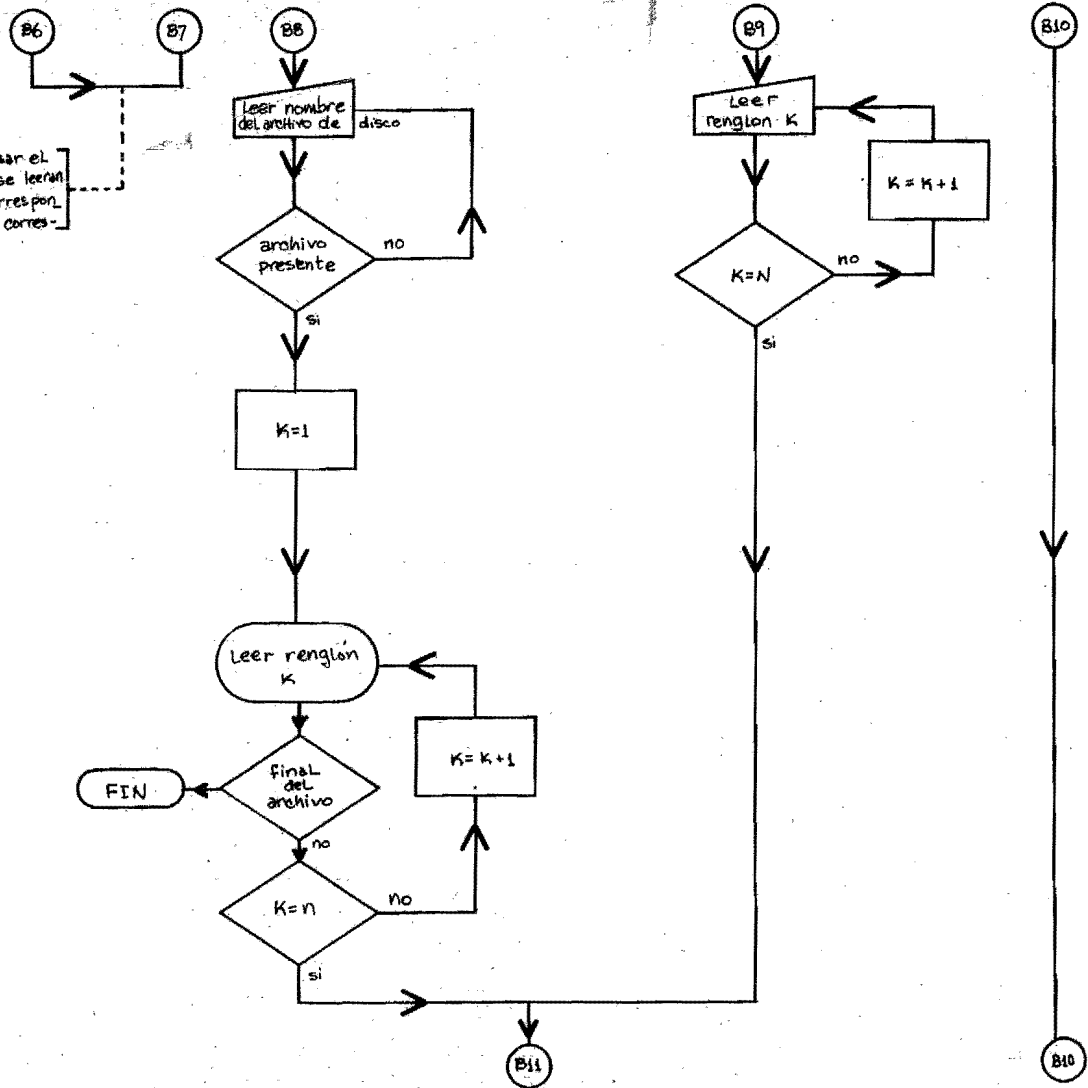 B6
B7
B8
B9
B10
Leer nombre
del archivo de disco
Leer
renglon K
ar el
se leeran
rrespon_
corres-
K = K+1
archivo
presente
no
si
K=N
no
si
K=1
Leer renglón
K
K= K+1
final
del
archivo
FIN
no
K=n
no
si
B11
B10